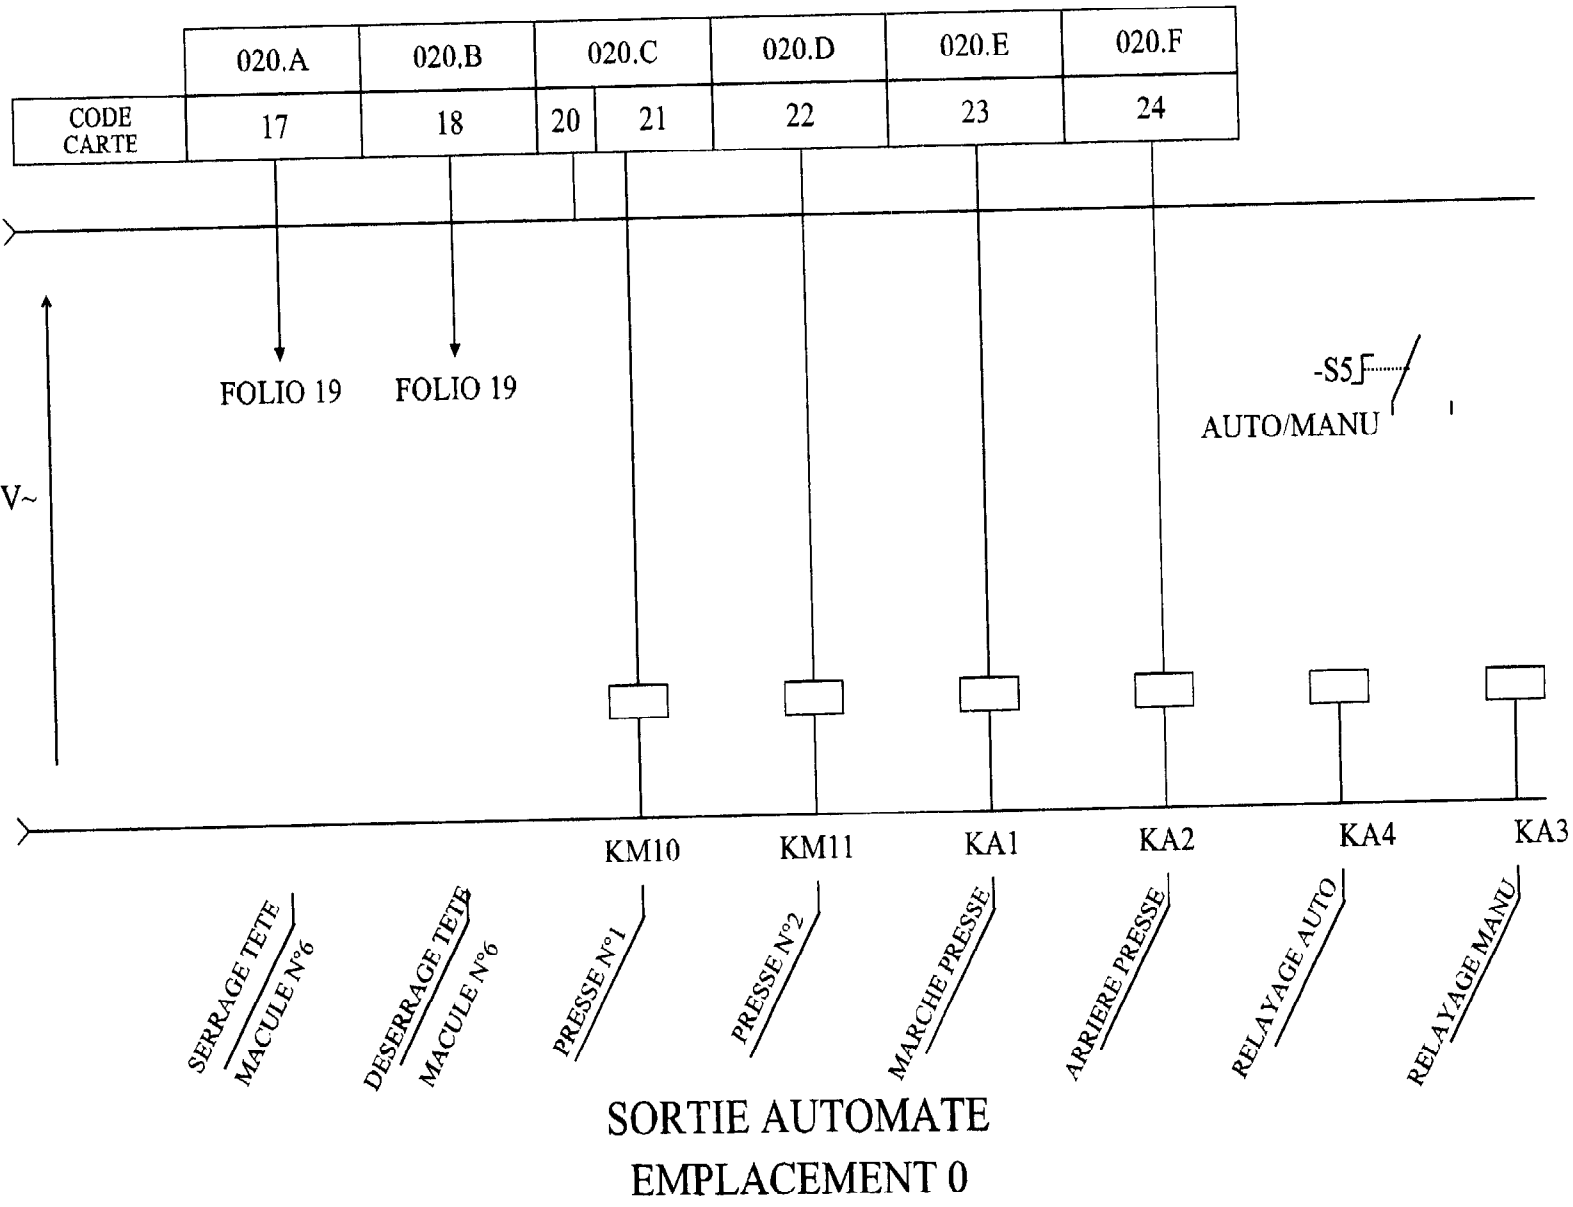 020.A 020.B 020.C 020.D 020.E 020.F
CODE
CARTE
17 18 20 21 22 23 24
FOLIO 19 FOLIO 19
-S5
AUTO/MANU
V~
KM10 KM11 KA1 KA2 KA4 KA3
SERRAGE TETE
MACULE N°6
DESERRAGE TETE
MACULE N°6
PRESSE N°1
PRESSE N°2
MARCHE PRESSE
ARRIERE PRESSE
RELAYAGE AUTO
RELAYAGE MANU
SORTIE AUTOMATE
EMPLACEMENT 0